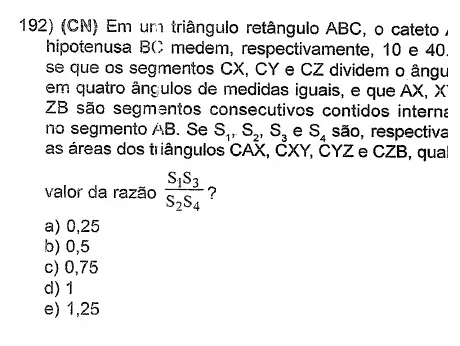 192) (CN) Em um triângulo retângulo ABC, o cateto
hipotenusa BC medem, respectivamente, 10 e 40.
se que os segmentos CX, CY e CZ dividem o ângu
em quatro ângulos de medidas iguais, e que AX, X
ZB são segmentos consecutivos contidos interna
no segmento AB. Se S₁, S₂, S₃ e S₄ são, respectiva
as áreas dos triângulos CAX, CXY, CYZ e CZB, qual
valor da razão S₁S₃/S₂S₄?
a) 0,25
b) 0,5
c) 0,75
d) 1
e) 1,25